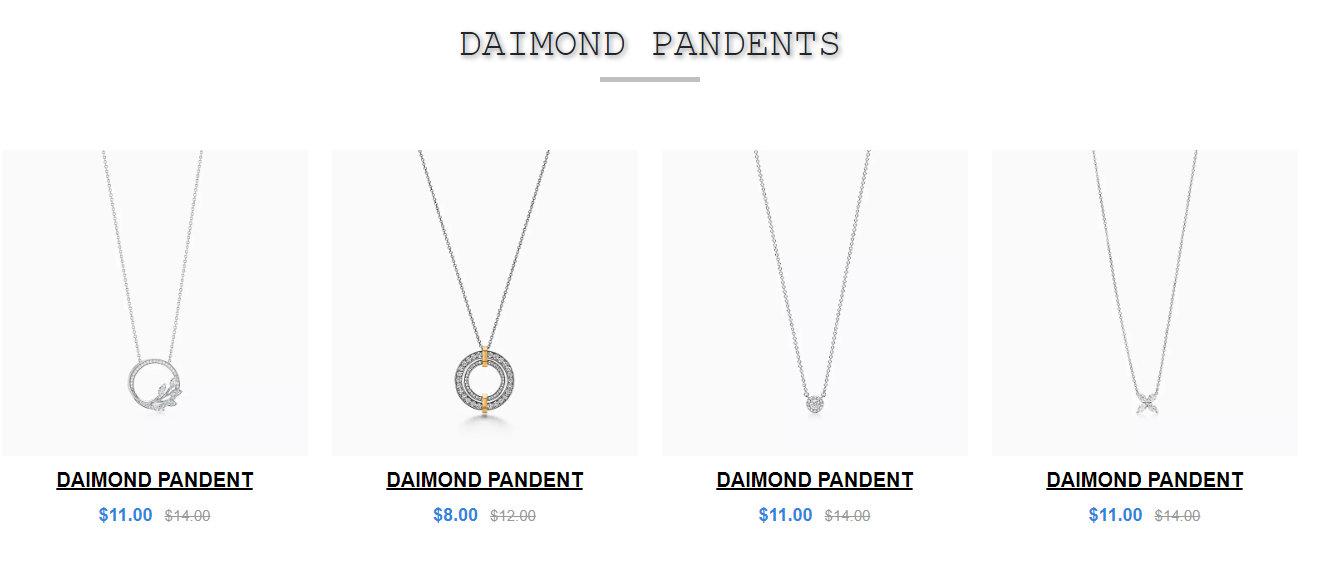 DAIMOND PANDENTS
DAIMOND PANDENT
$11.00 $14.00
DAIMOND PANDENT
$8.00 $12.00
DAIMOND PANDENT
$11.00 $14.00
DAIMOND PANDENT
$11.00 $14.00